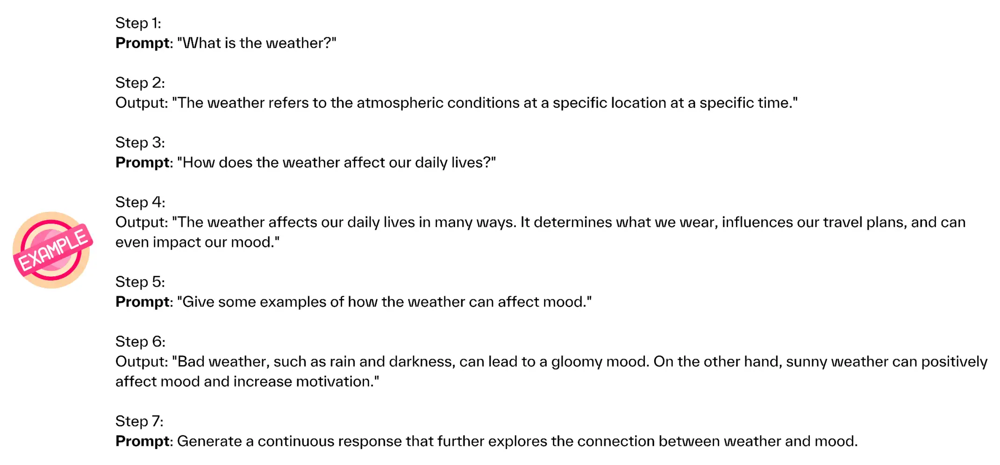 Step 1:
Prompt: "What is the weather?"
Step 2:
Output: "The weather refers to the atmospheric conditions at a specific location at a specific time."
Step 3:
Prompt: "How does the weather affect our daily lives?"
Step 4:
Output: "The weather affects our daily lives in many ways. It determines what we wear, influences our travel plans, and can
even impact our mood."
EXAMPLE
Step 5:
Prompt: "Give some examples of how the weather can affect mood."
Step 6:
Output: "Bad weather, such as rain and darkness, can lead to a gloomy mood. On the other hand, sunny weather can positively
affect mood and increase motivation."
Step 7:
Prompt: Generate a continuous response that further explores the connection between weather and mood.